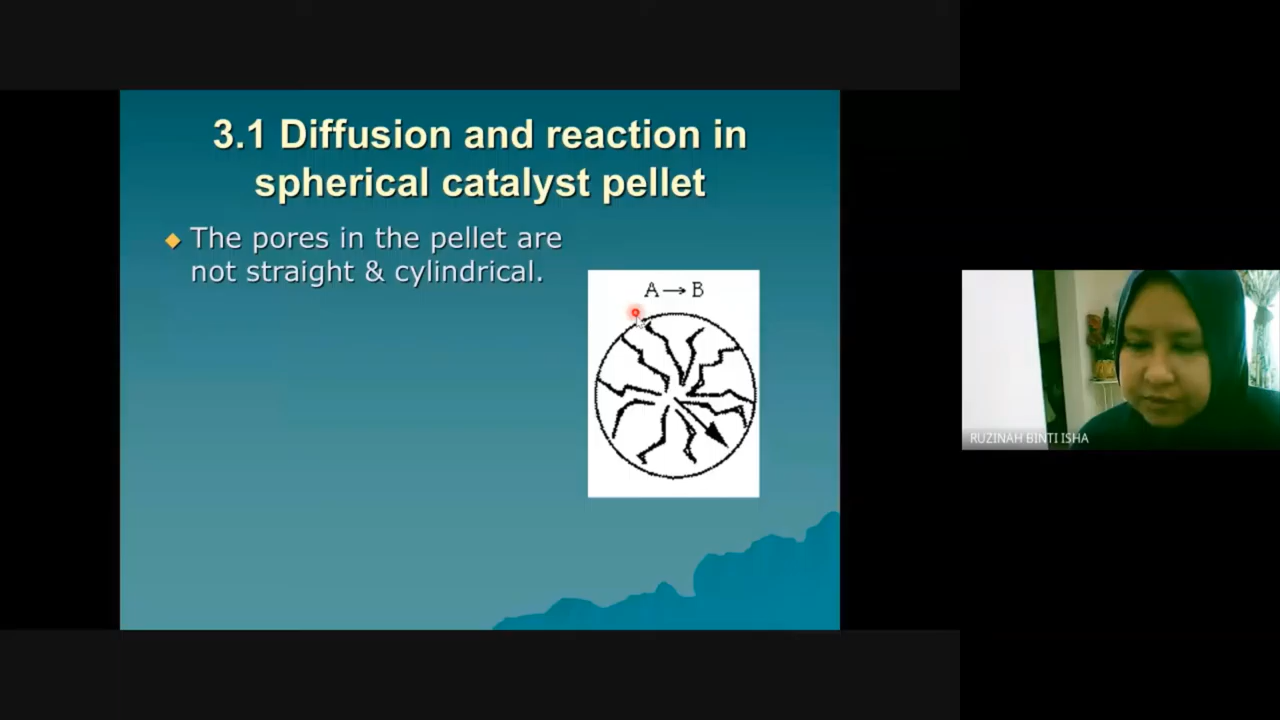 3.1 Diffusion and reaction in
spherical catalyst pellet
The pores in the pellet are
not straight & cylindrical.
A→B
RUZINAH BINTI ISHA